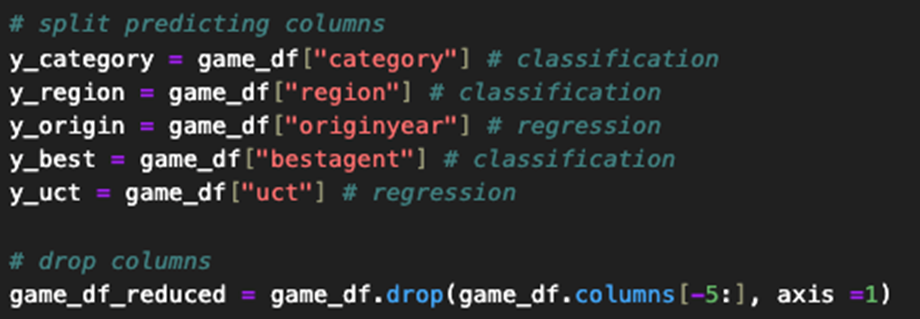 # split predicting columns
y_category = game_df["category"] # classification
y_region = game_df["region"] # classification
y_origin = game_df["originyear"] # regression
y_best = game_df["bestagent"] # classification
y_uct = game_df["uct"] # regression
# drop columns
game_df_reduced = game_df.drop(game_df.columns[-5:], axis =1)